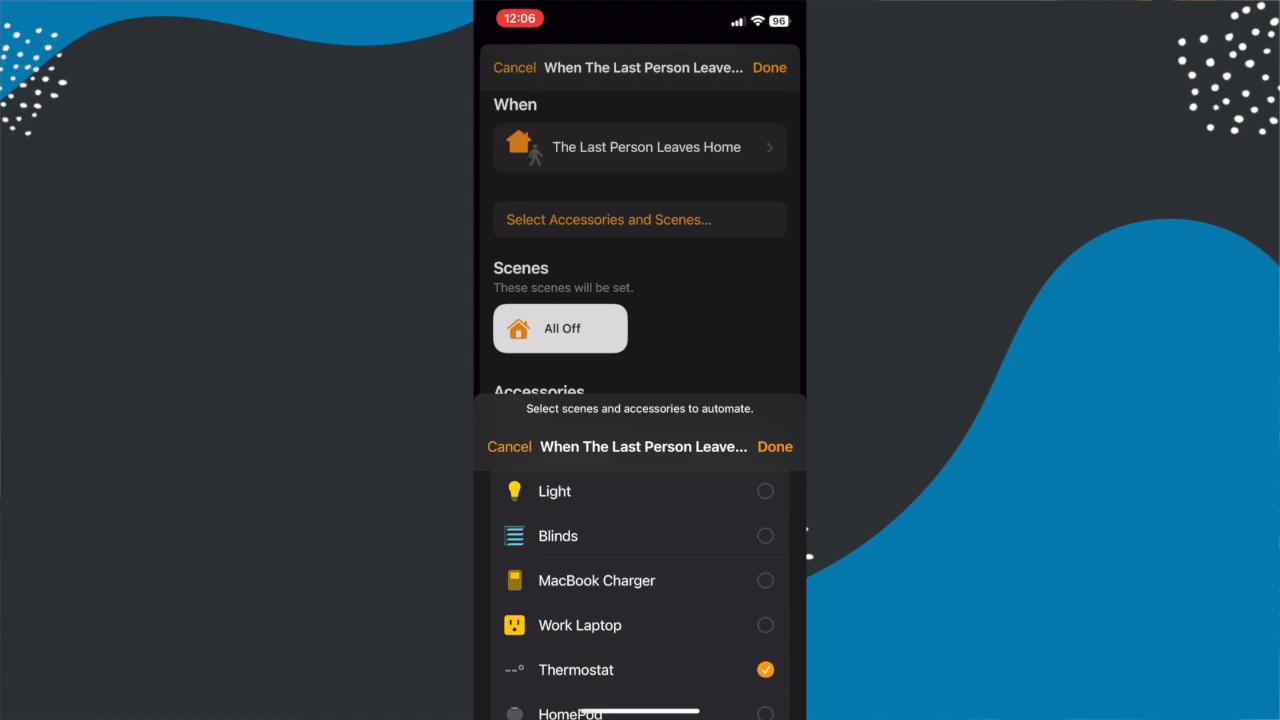 12:06
96
Cancel When The Last Person Leave... Done
When
The Last Person Leaves Home
Select Accessories and Scenes...
Scenes
These scenes will be set.
All Off
Accessories
Select scenes and accessories to automate.
Cancel When The Last Person Leave... Done
Light
Blinds
MacBook Charger
Work Laptop
--° Thermostat
HomePod